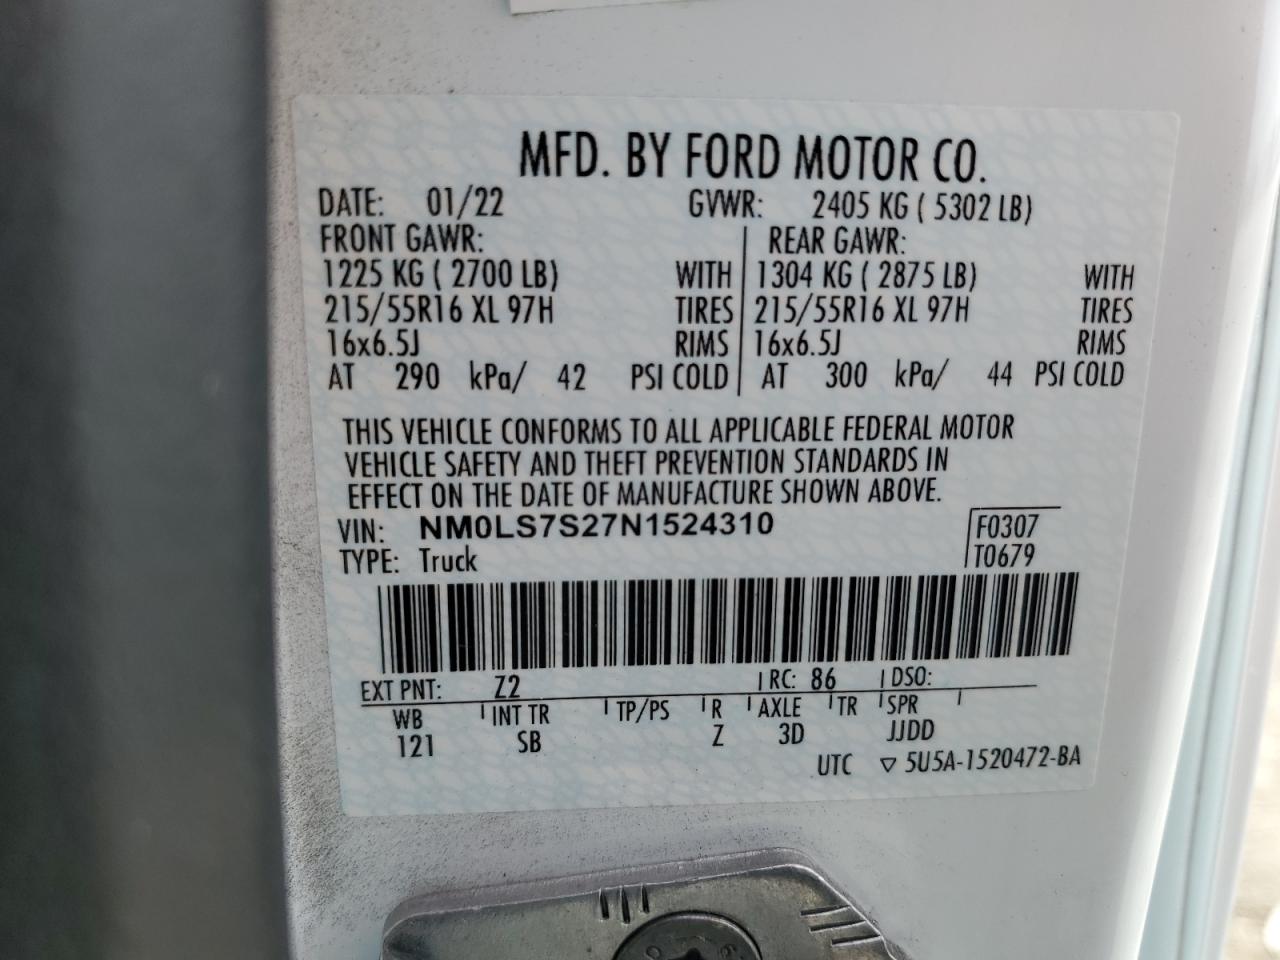 MFD. BY FORD MOTOR CO.
DATE: 01/22 GVWR: 2405 KG ( 5302 LB)
FRONT GAWR: REAR GAWR:
1225 KG ( 2700 LB) WITH 1304 KG ( 2875 LB) WITH
215/55R16 XL 97H TIRES 215/55R16 XL 97H TIRES
16x6.5J RIMS 16x6.5J RIMS
AT 290 kPa/ 42 PSI COLD AT 300 kPa/ 44 PSI COLD
THIS VEHICLE CONFORMS TO ALL APPLICABLE FEDERAL MOTOR
VEHICLE SAFETY AND THEFT PREVENTION STANDARDS IN
EFFECT ON THE DATE OF MANUFACTURE SHOWN ABOVE.
VIN: NM0LS7S27N1524310 F0307
TYPE: Truck T0679
EXT PNT: Z2 RC: 86 DSO:
WB INT TR TP/PS R AXLE TR SPR
121 SB Z 3D JJDD
UTC ▽ 5U5A-1520472-BA